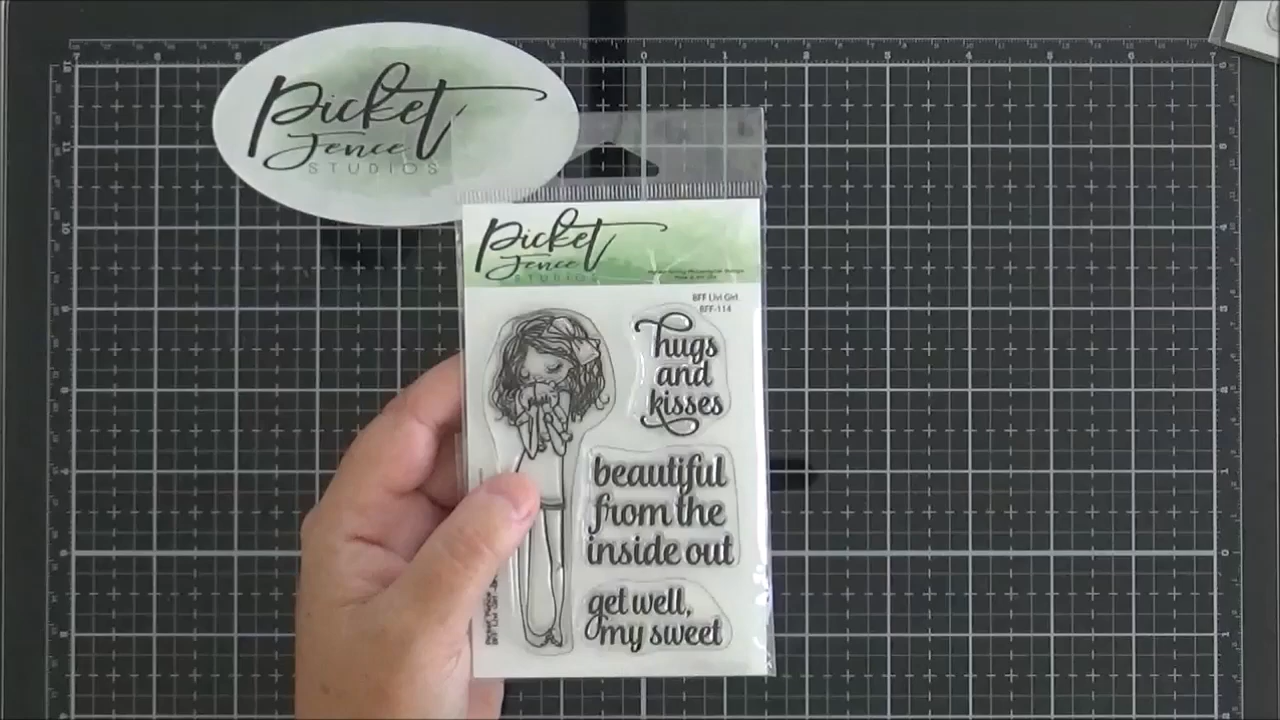 Picket
Fence
STUDIOS
Picket
Fence
STUDIOS
BFF Livi Girl
BFF-114
hugs
and
kisses
beautiful
from the
inside out
get well,
my sweet